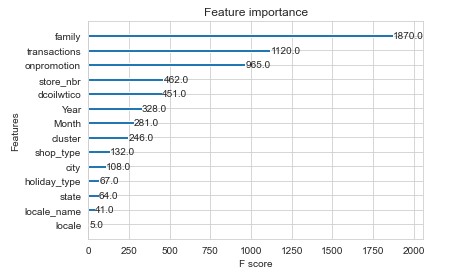 Feature importance
family 1870.0
transactions 1120.0
onpromotion 965.0
store_nbr 462.0
dcoilwtico 451.0
Year 328.0
Month 281.0
cluster 246.0
shop_type 132.0
city 108.0
holiday_type 67.0
state 64.0
locale_name 41.0
locale 5.0
Features
0 250 500 750 1000 1250 1500 1750 2000
F score